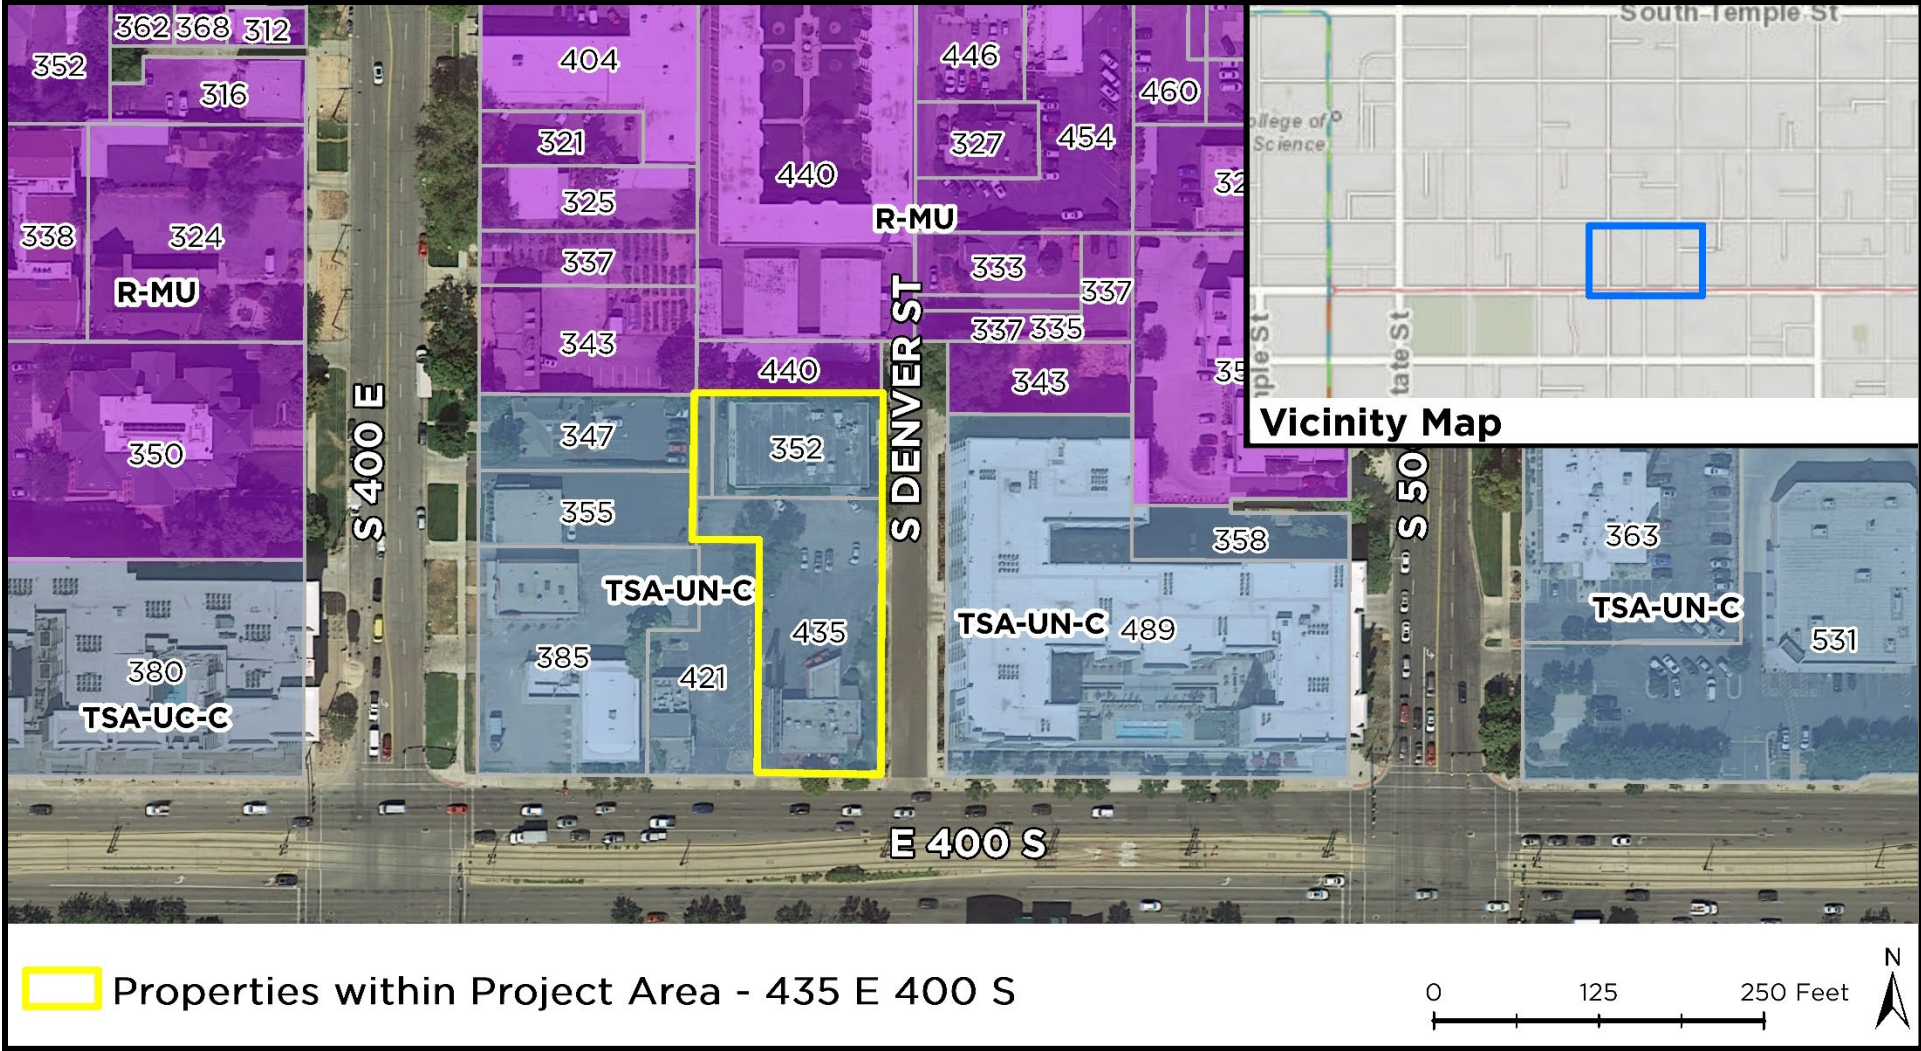 362 368 312
352
316
404
446
460
321
327
454
440
325
R-MU
338
324
337
333
337
R-MU
343
337 335
440
343
350
S 400 E
347
352
S DENVER ST
355
358
363
TSA-UN-C
TSA-UN-C
489
TSA-UN-C
435
531
385
421
380
TSA-UC-C
E 400 S
South Temple St
Science
Vicinity Map
Properties within Project Area - 435 E 400 S
0 125 250 Feet
N